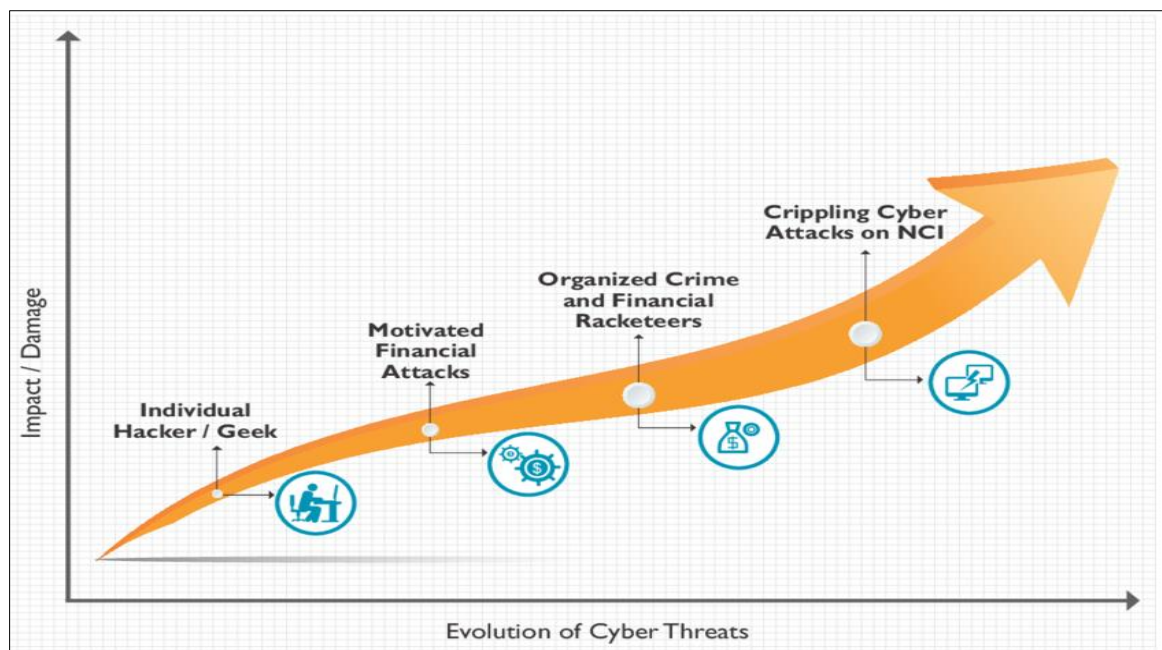 Crippling Cyber
Attacks on NCI
Organized Crime
and Financial
Racketeers
Motivated
Financial
Attacks
Individual
Hacker / Geek
$
$
Impact / Damage
Evolution of Cyber Threats